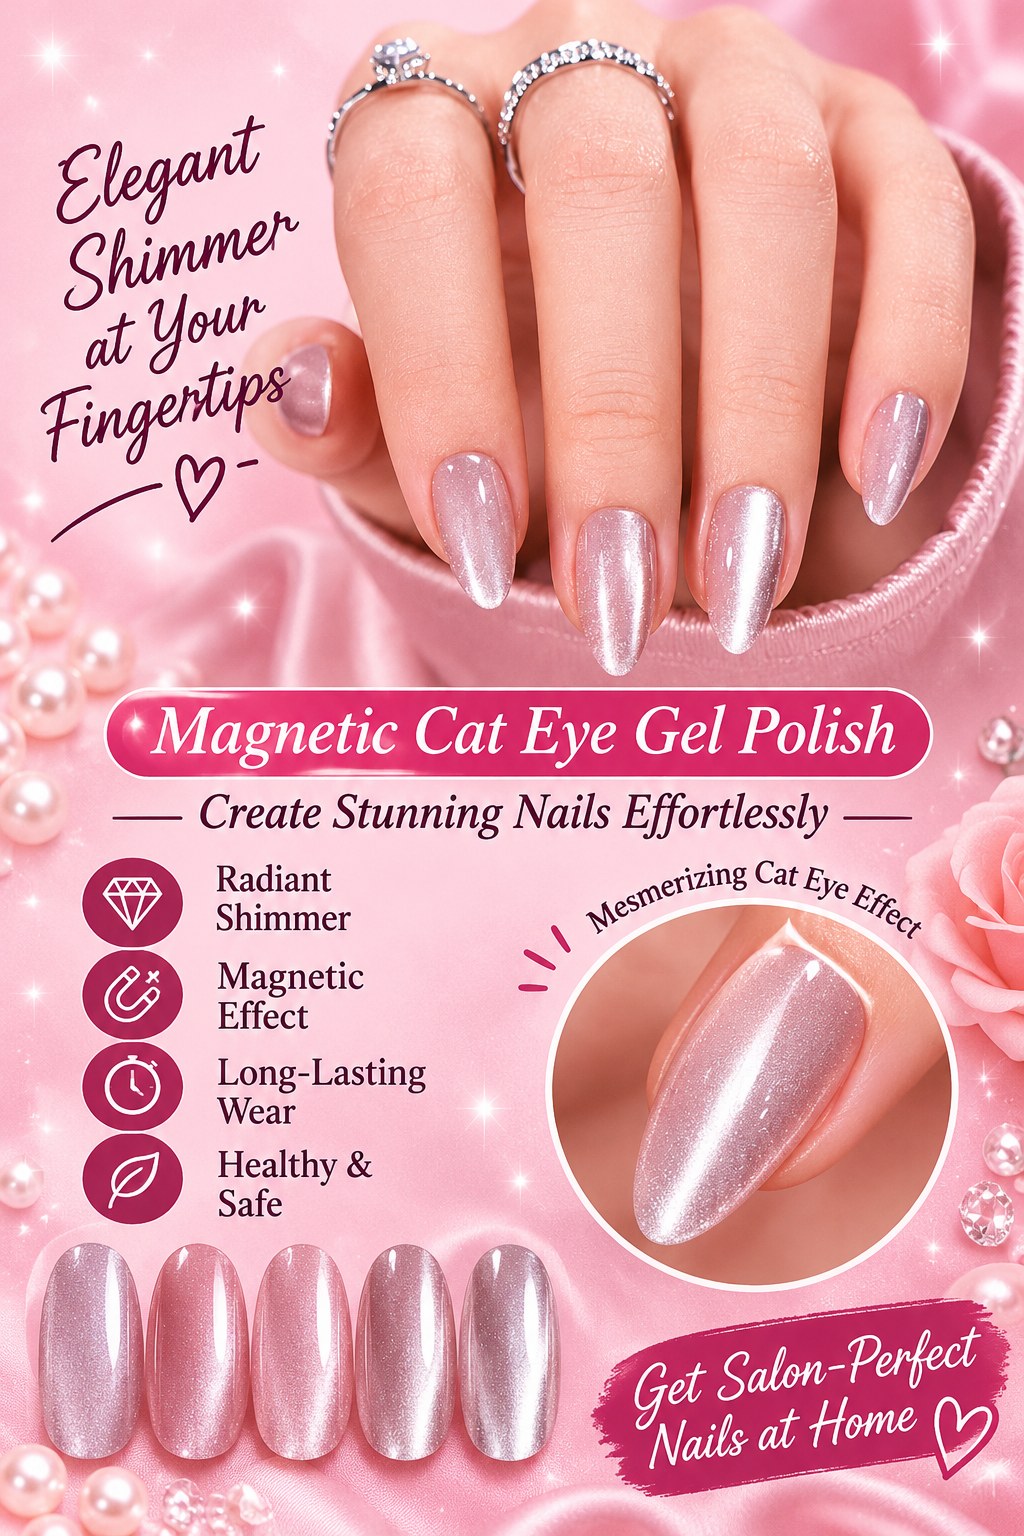 Elegant
Shimmer
at Your
Fingertips
Magnetic Cat Eye Gel Polish
Create Stunning Nails Effortlessly
Radiant
Shimmer
Magnetic
Effect
Long-Lasting
Wear
Healthy &
Safe
Mesmerizing Cat Eye Effect
Get Salon-Perfect
Nails at Home